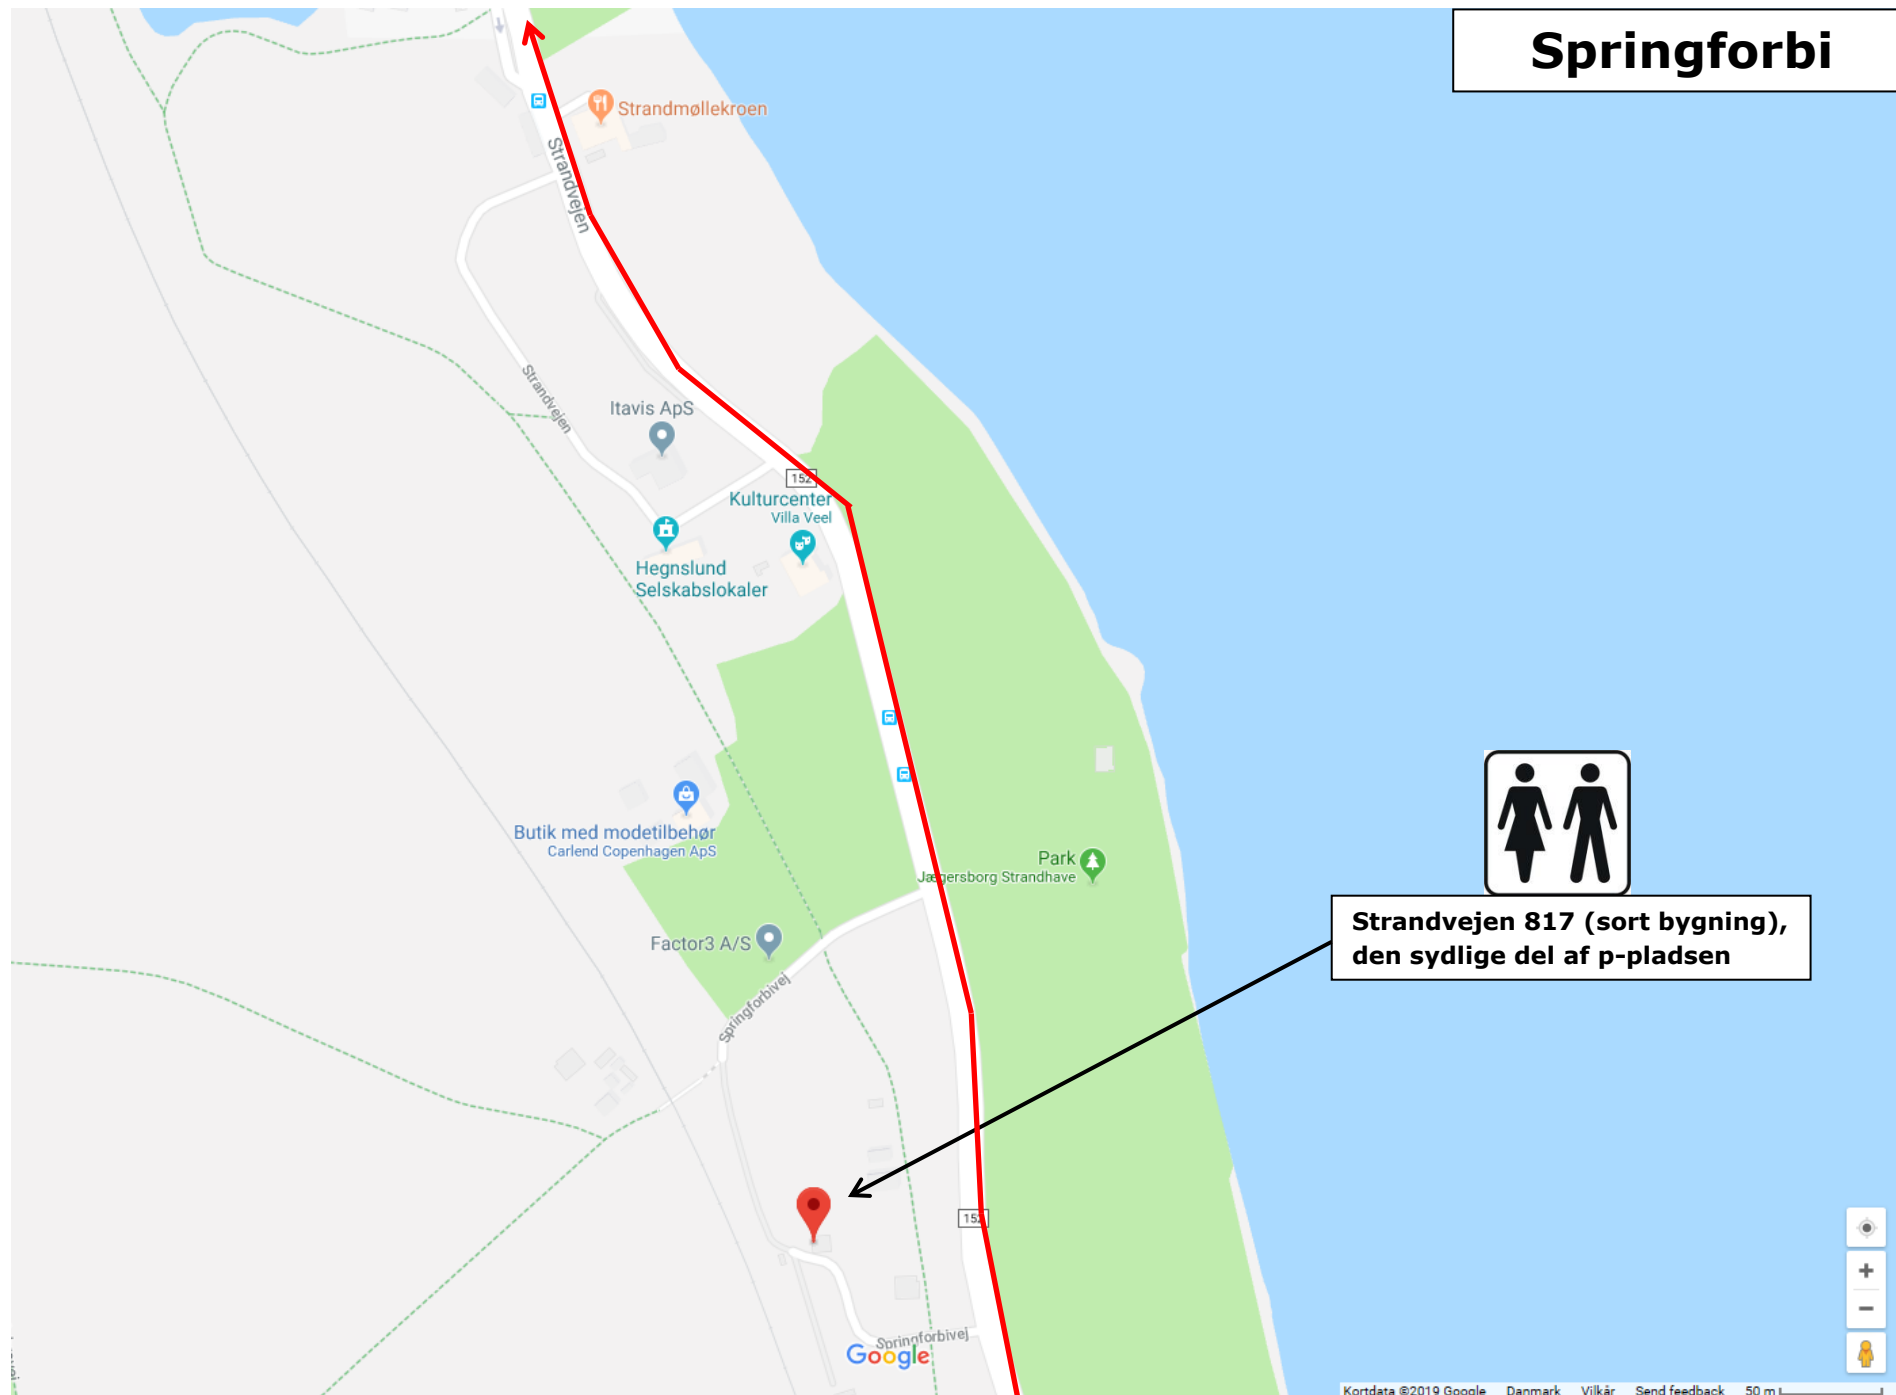 Springforbi
Strandmøllekroen
Strandvejen
Strandvejen
Itavis ApS
152
Kulturcenter
Villa Veel
Hegnslund
Selskabslokaler
Butik med modetilbehør
Carlend Copenhagen ApS
Park
Jægersborg Strandhave
Factor3 A/S
Springforbivej
Strandvejen 817 (sort bygning),
den sydlige del af p-pladsen
152
Springforbivej
Google
Kortdata ©2019 Google Danmark Vilkår Send feedback 50 m